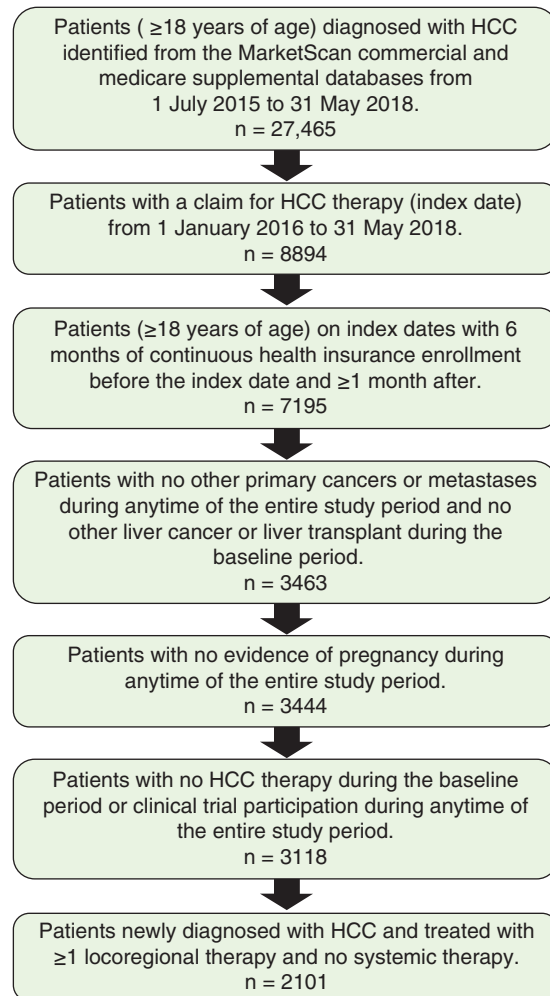 Patients ( ≥18 years of age) diagnosed with HCC
identified from the MarketScan commercial and
medicare supplemental databases from
1 July 2015 to 31 May 2018.
n = 27,465
Patients with a claim for HCC therapy (index date)
from 1 January 2016 to 31 May 2018.
n = 8894
Patients (≥18 years of age) on index dates with 6
months of continuous health insurance enrollment
before the index date and ≥1 month after.
n = 7195
Patients with no other primary cancers or metastases
during anytime of the entire study period and no
other liver cancer or liver transplant during the
baseline period.
n = 3463
Patients with no evidence of pregnancy during
anytime of the entire study period.
n = 3444
Patients with no HCC therapy during the baseline
period or clinical trial participation during anytime of
the entire study period.
n = 3118
Patients newly diagnosed with HCC and treated with
≥1 locoregional therapy and no systemic therapy.
n = 2101